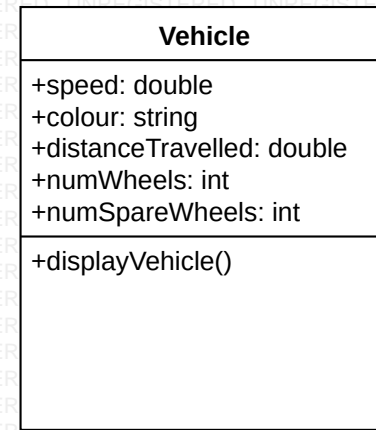 Vehicle
+speed: double
+colour: string
+distanceTravelled: double
+numWheels: int
+numSpareWheels: int
+displayVehicle()